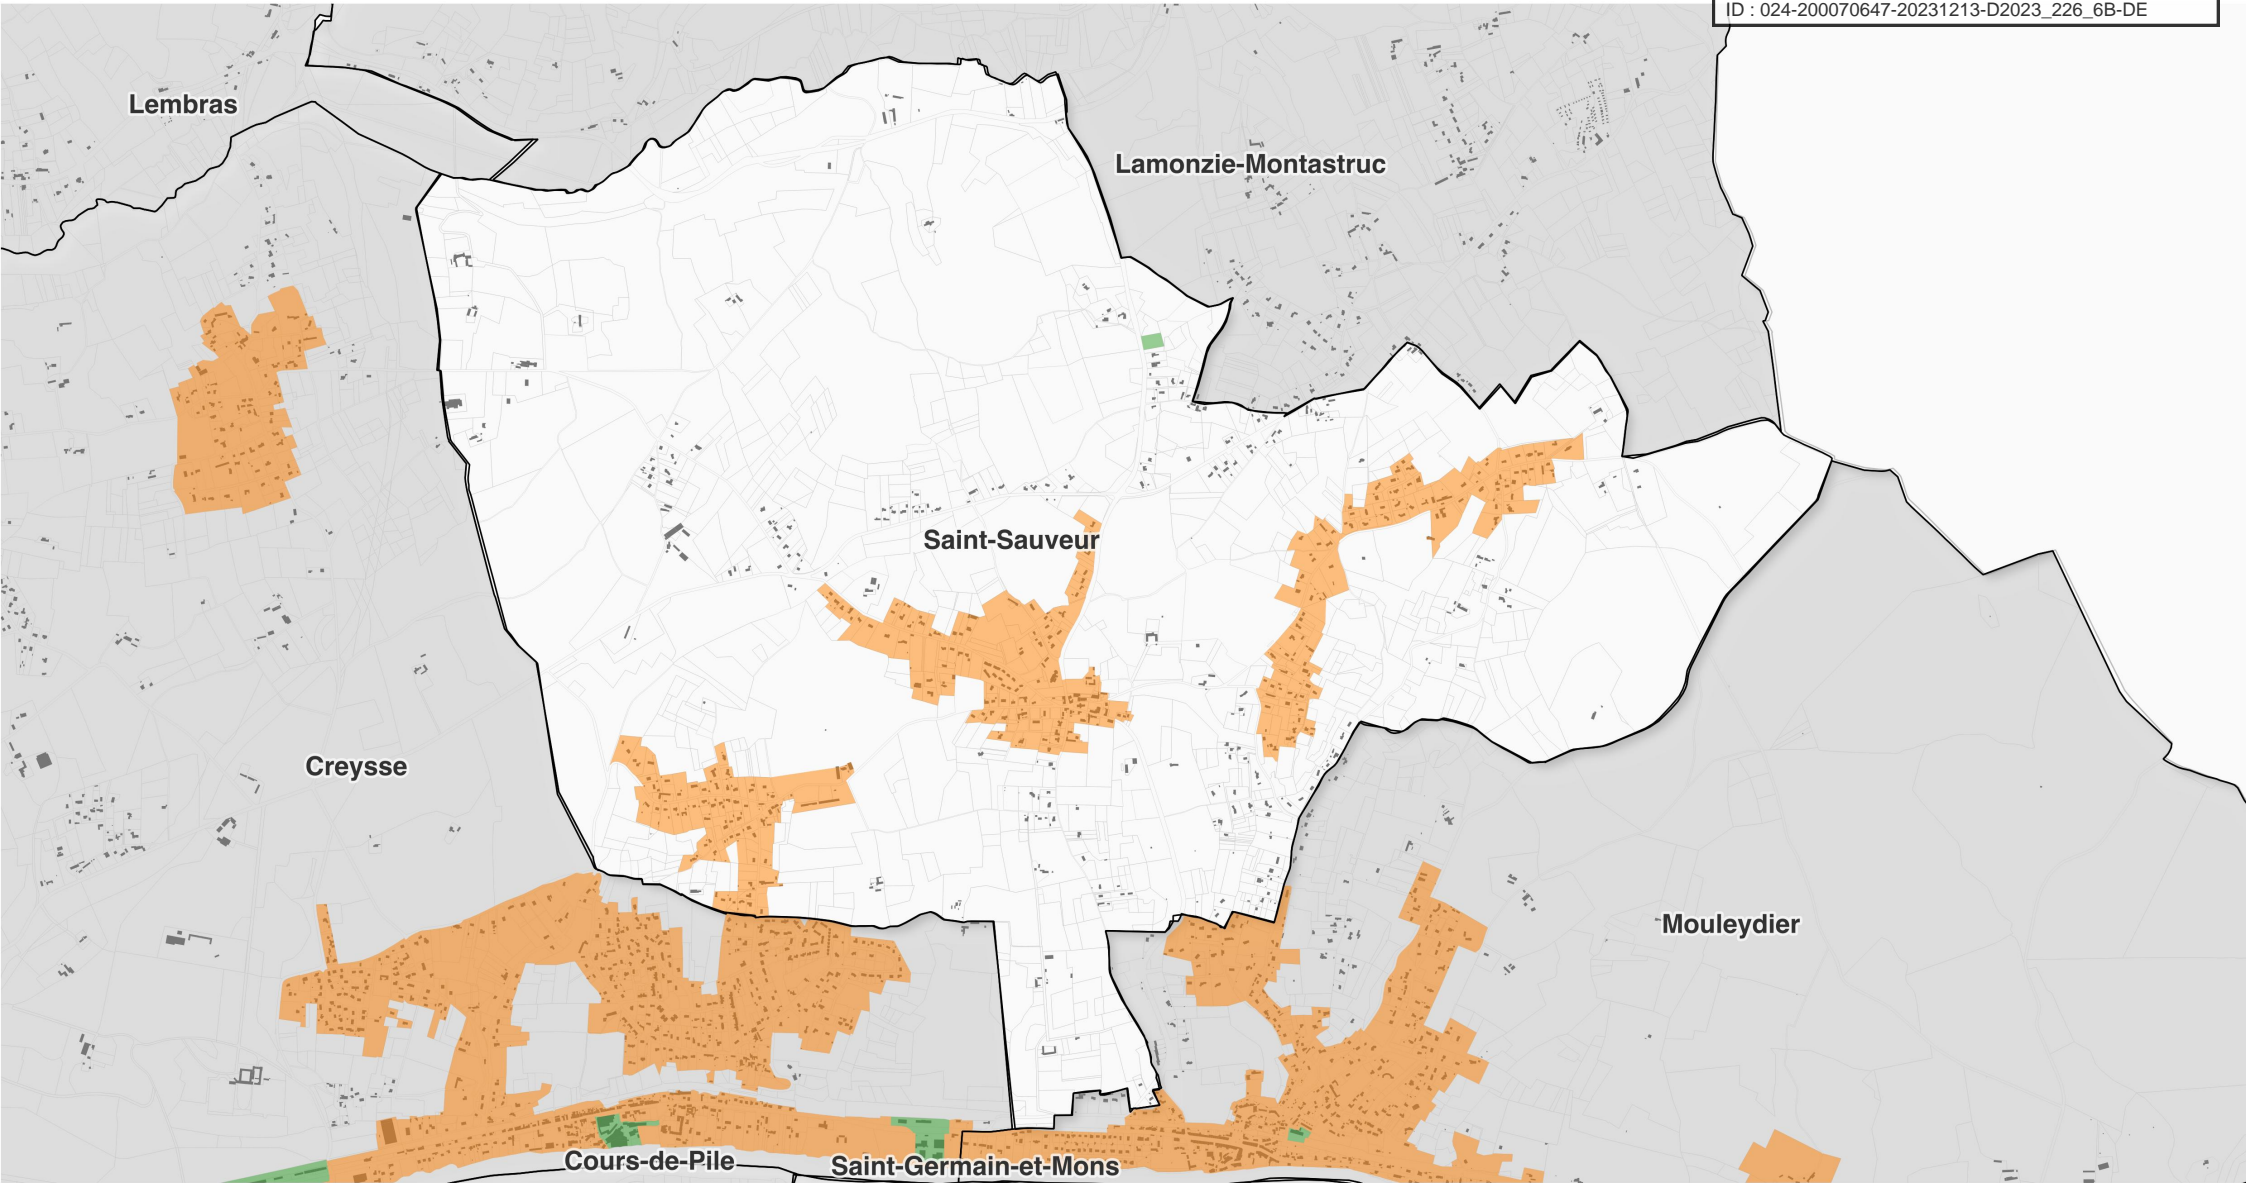 ID : 024-200070647-20231213-D2023_226_6B-DE
Lembras
Lamonzie-Montastruc
Saint-Sauveur
Creysse
Mouleydier
Cours-de-Pile
Saint-Germain-et-Mons